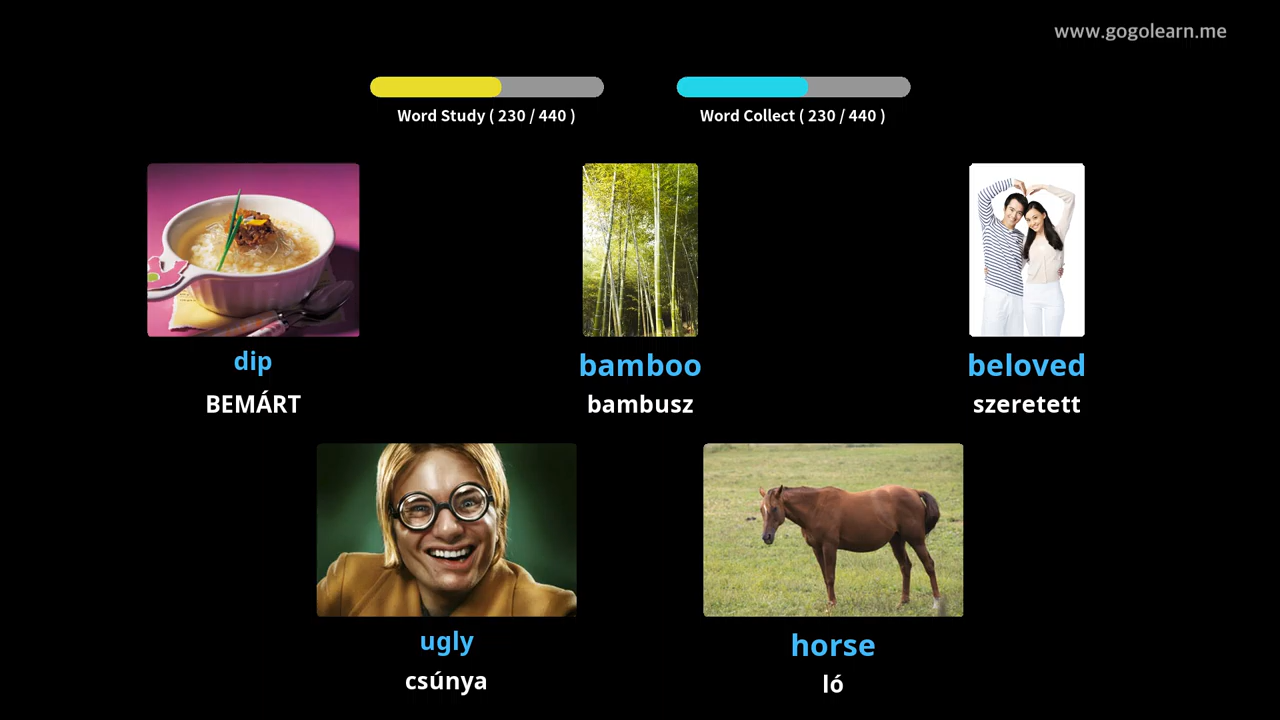 www.gogolearn.me
Word Study ( 230 / 440 )
Word Collect ( 230 / 440 )
dip
BEMÁRT
bamboo
bambusz
beloved
szeretett
ugly
csúnya
horse
ló